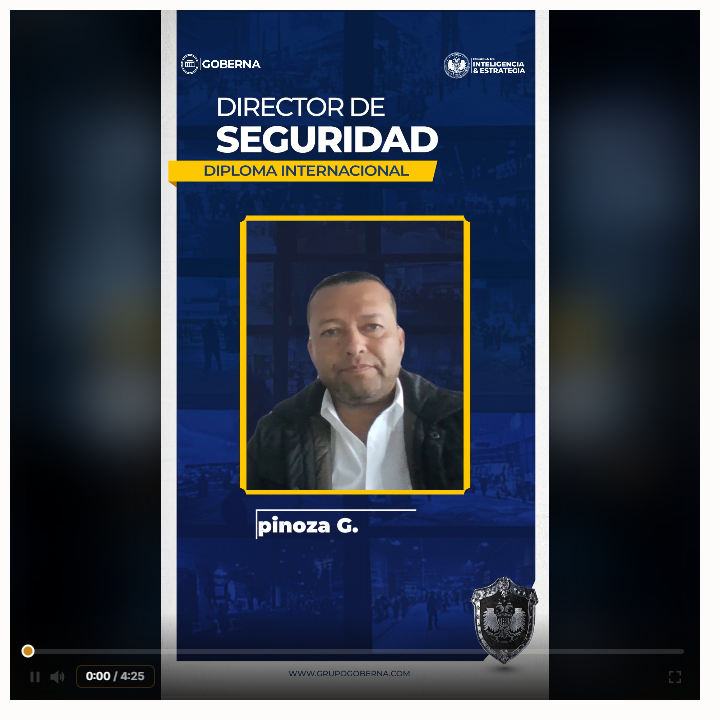 GOBERNA
INTELIGENCIA
& ESTRATEGIA
DIRECTOR DE
SEGURIDAD
DIPLOMA INTERNACIONAL
pinoza G.
WWW.GRUPOGOBERNA.COM
0:00 / 4:25